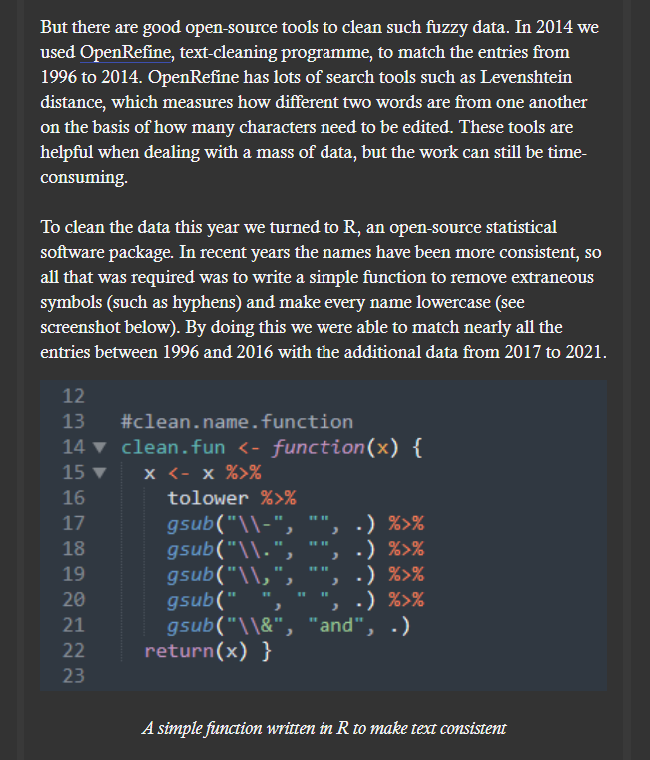 But there are good open-source tools to clean such fuzzy data. In 2014 we
used OpenRefine, text-cleaning programme, to match the entries from
1996 to 2014. OpenRefine has lots of search tools such as Levenshtein
distance, which measures how different two words are from one another
on the basis of how many characters need to be edited. These tools are
helpful when dealing with a mass of data, but the work can still be time-
consuming.
To clean the data this year we turned to R, an open-source statistical
software package. In recent years the names have been more consistent, so
all that was required was to write a simple function to remove extraneous
symbols (such as hyphens) and make every name lowercase (see
screenshot below). By doing this we were able to match nearly all the
entries between 1996 and 2016 with the additional data from 2017 to 2021.
12
13 #clean.name.function
14 ▼ clean.fun <- function(x) {
15 ▼ x <- x %>%
16 tolower %>%
17 gsub("\\-", "", .) %>%
18 gsub("\\.", "", .) %>%
19 gsub("\\,", "", .) %>%
20 gsub("  ", " ", .) %>%
21 gsub("\\&", "and", .)
22 return(x) }
23
A simple function written in R to make text consistent